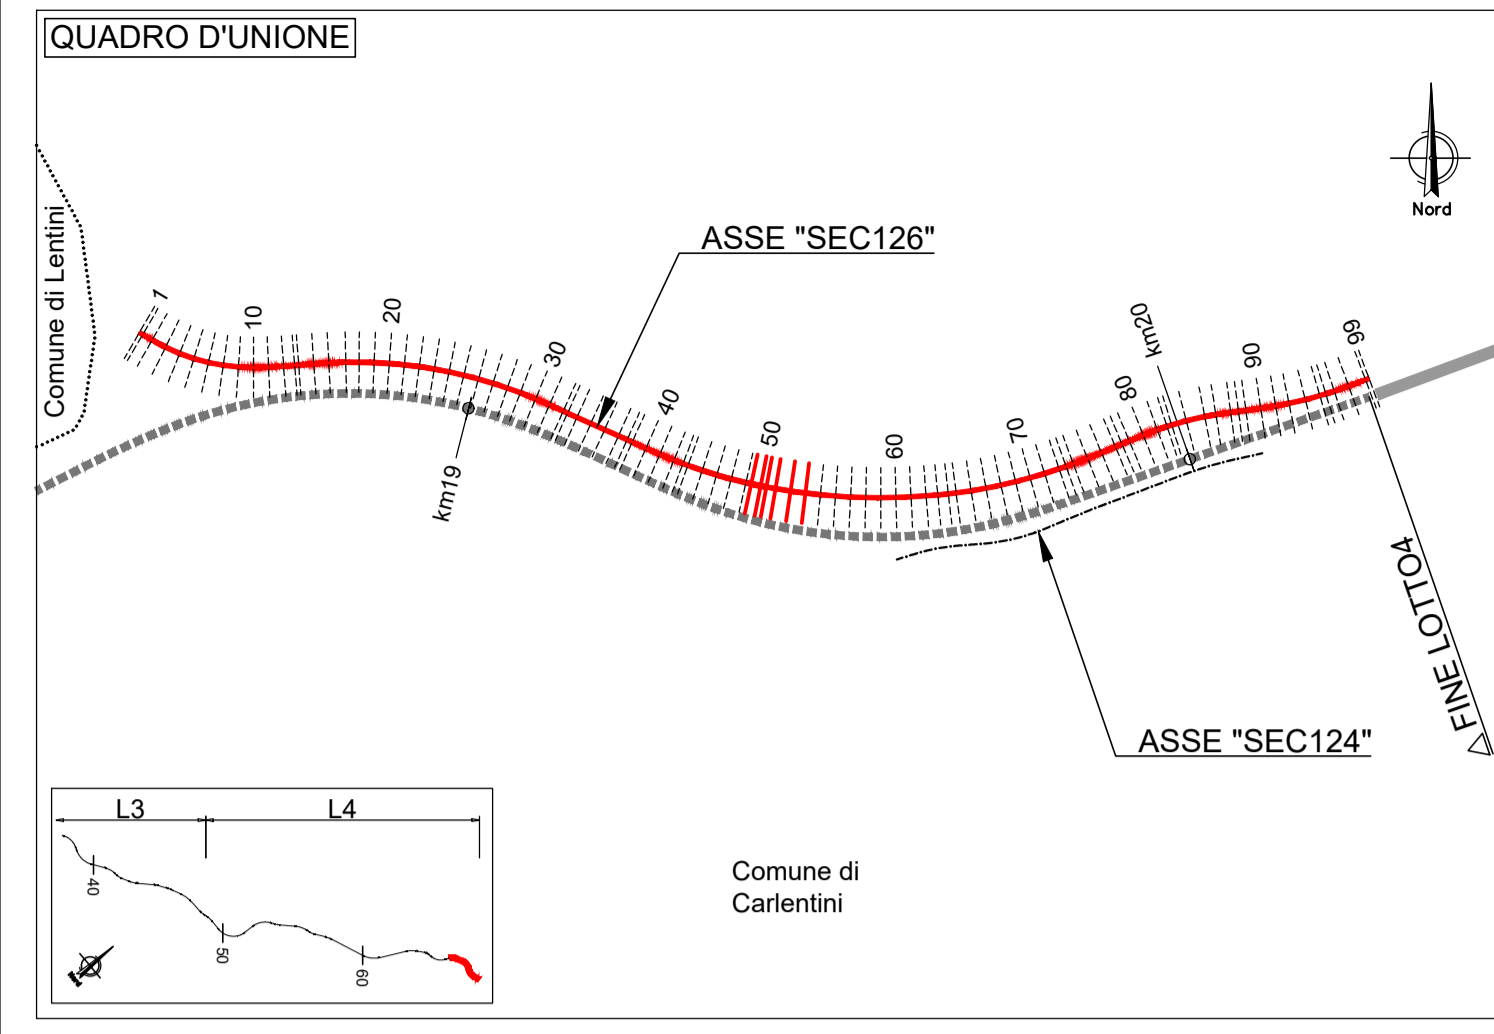 QUADRO D'UNIONE
Nord
Comune di Lentini
ASSE "SEC126"
1
10
20
30
40
50
60
70
80
90
99
km19
km20
FINE LOTTO4
ASSE "SEC124"
L3
L4
40
50
60
Comune di
Carlentini